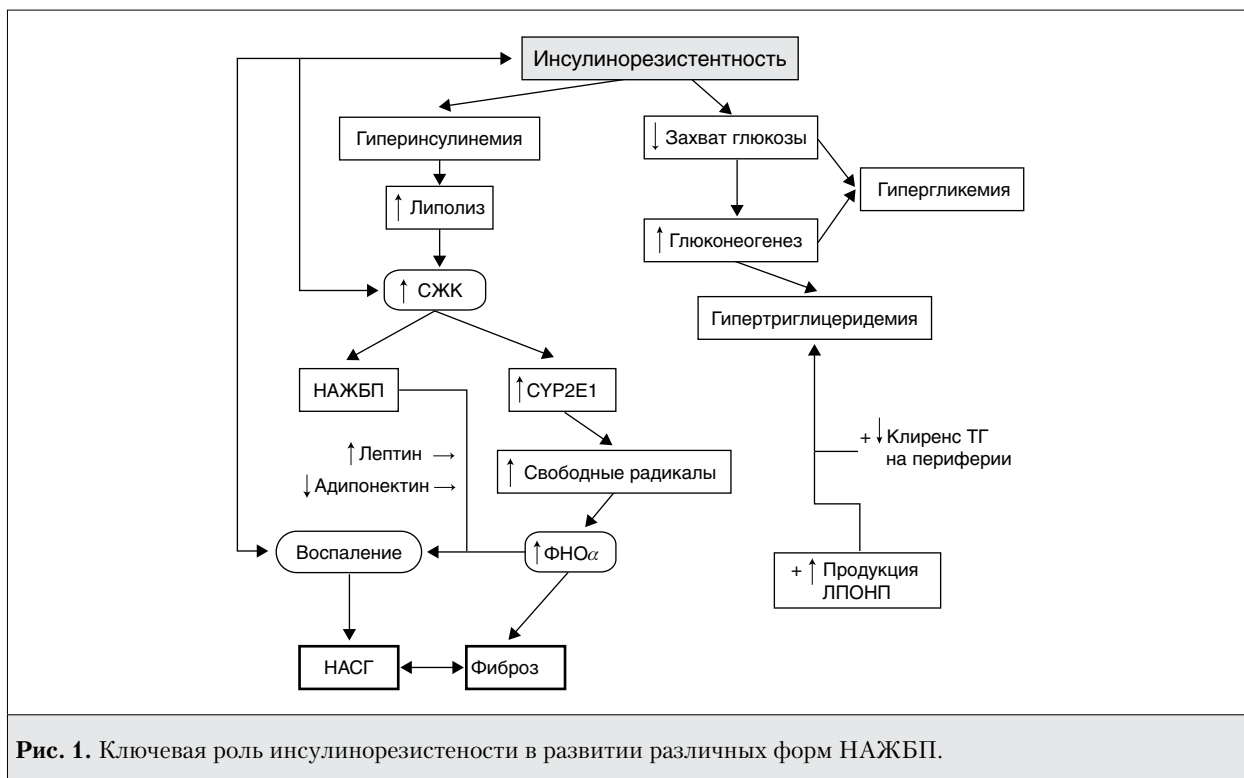 Инсулинорезистентность
Гиперинсулинемия
↓ Захват глюкозы
Гипергликемия
↑ Липолиз
↑ Глюконеогенез
↑ СЖК
Гипертриглицеридемия
НАЖБП
↑ CYP2E1
+ ↓ Клиренс ТГ
на периферии
↑ Лептин →
↓ Адипонектин →
↑ Свободные радикалы
Воспаление
↑ ФНОα
+ ↑ Продукция
ЛПОНП
НАСГ
Фиброз
Рис. 1. Ключевая роль инсулинорезистености в развитии различных форм НАЖБП.